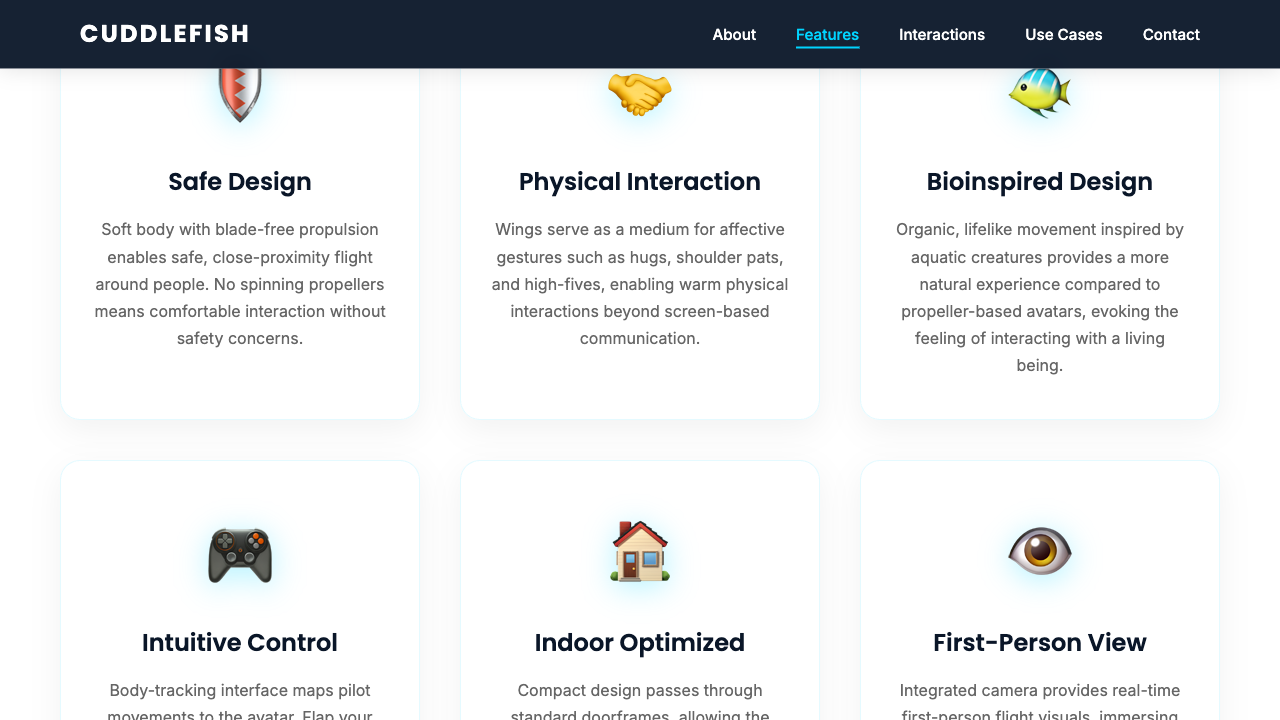 CUDDLEFISH
About Features Interactions Use Cases Contact
Safe Design
Soft body with blade-free propulsion
enables safe, close-proximity flight
around people. No spinning propellers
means comfortable interaction without
safety concerns.
Physical Interaction
Wings serve as a medium for affective
gestures such as hugs, shoulder pats,
and high-fives, enabling warm physical
interactions beyond screen-based
communication.
Bioinspired Design
Organic, lifelike movement inspired by
aquatic creatures provides a more
natural experience compared to
propeller-based avatars, evoking the
feeling of interacting with a living
being.
Intuitive Control
Body-tracking interface maps pilot
movements to the avatar. Flap your
Indoor Optimized
Compact design passes through
standard doorframes, allowing the
First-Person View
Integrated camera provides real-time
first-person flight visuals, immersing